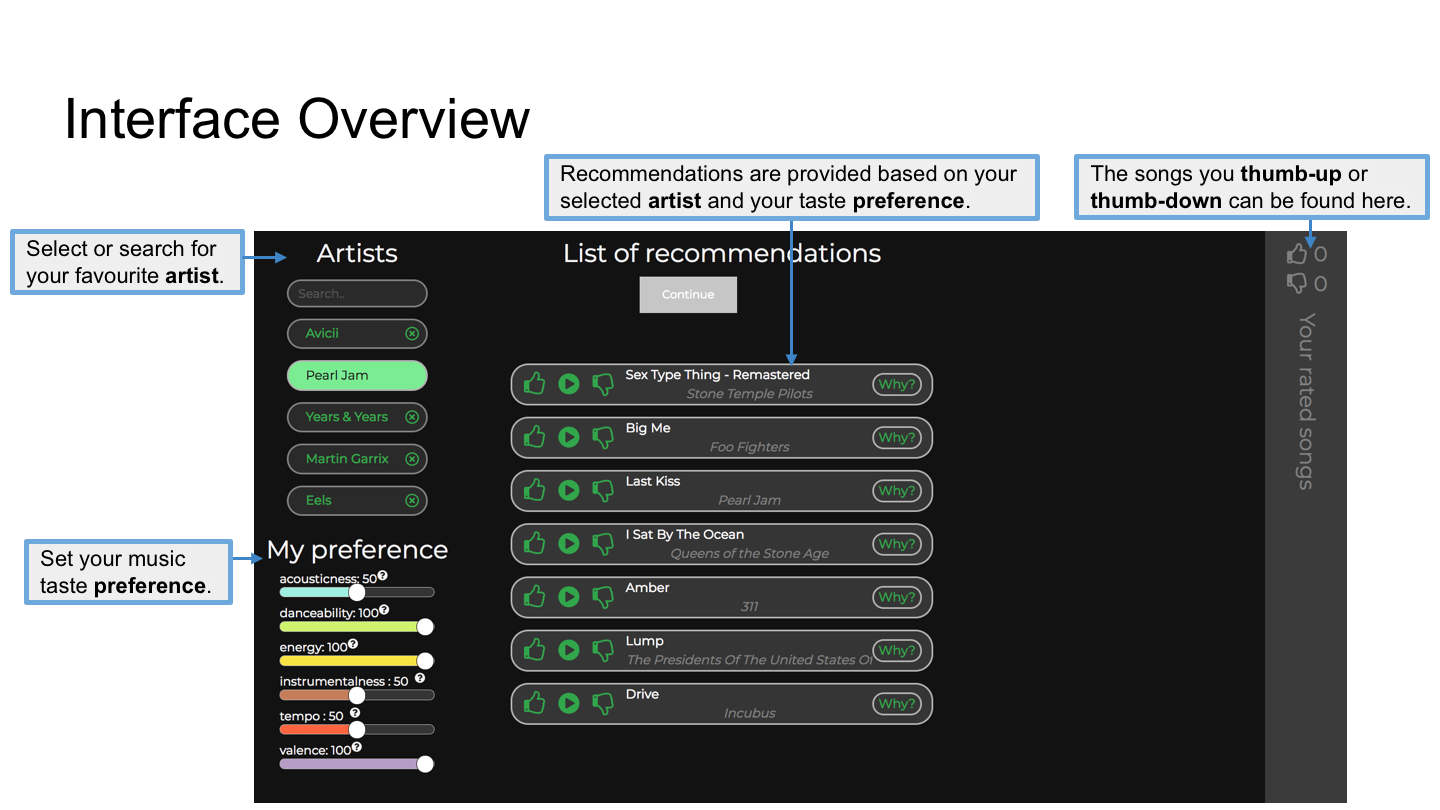 Interface Overview
Recommendations are provided based on your
selected artist and your taste preference.
The songs you thumb-up or
thumb-down can be found here.
Select or search for
your favourite artist.
Set your music
taste preference.
Artists
Search..
Avicii
Pearl Jam
Years & Years
Martin Garrix
Eels
My preference
acousticness: 50?
danceability: 100?
energy: 100?
instrumentalness : 50 ?
tempo : 50 ?
valence: 100?
List of recommendations
Continue
Sex Type Thing - Remastered
Stone Temple Pilots
Why?
Big Me
Foo Fighters
Why?
Last Kiss
Pearl Jam
Why?
I Sat By The Ocean
Queens of the Stone Age
Why?
Amber
311
Why?
Lump
The Presidents Of The United States Of
Why?
Drive
Incubus
Why?
0
0
Your rated songs